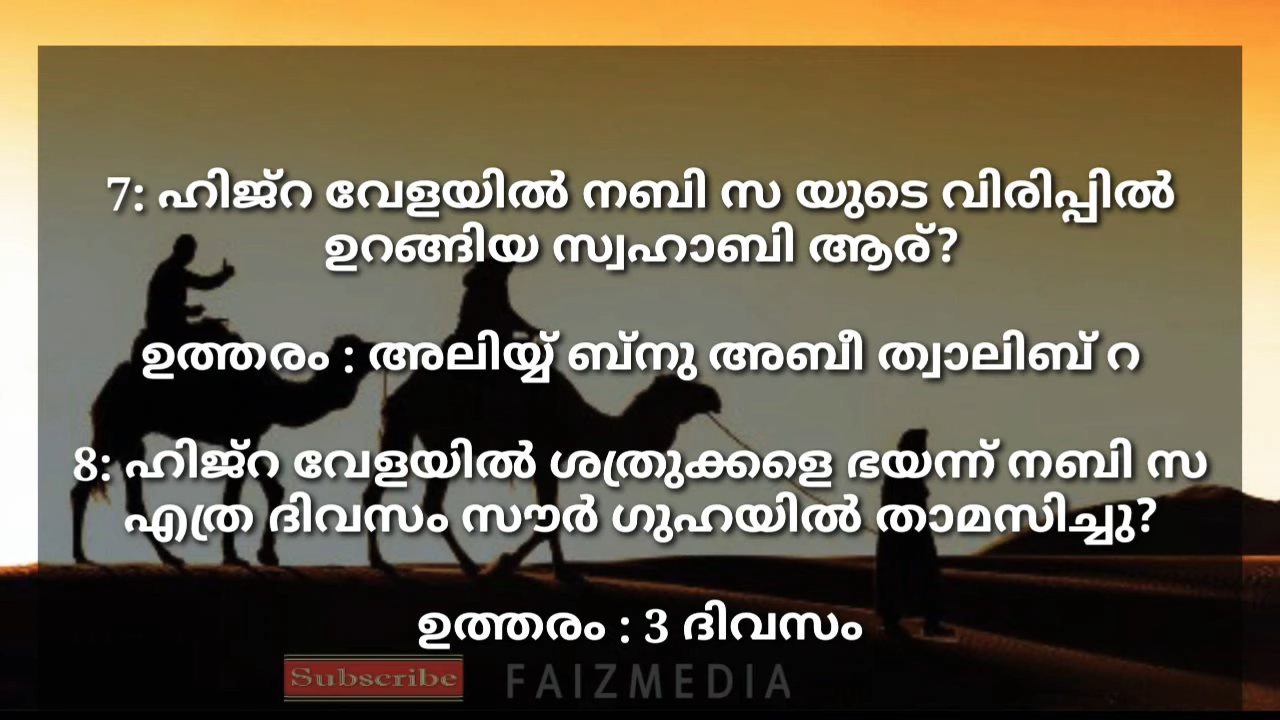 7: ഹിജ്റ വേളയിൽ നബി സ യുടെ വിരിപ്പിൽ
ഉറങ്ങിയ സ്വഹാബി ആര്?
ഉത്തരം : അലിയ്യ് ബ്നു അബീ ത്വാലിബ് റ
8: ഹിജ്റ വേളയിൽ ശത്രുക്കളെ ഭയന്ന് നബി സ
എത്ര ദിവസം സൗർ ഗുഹയിൽ താമസിച്ചു?
ഉത്തരം : 3 ദിവസം
Subscribe FAIZMEDIA